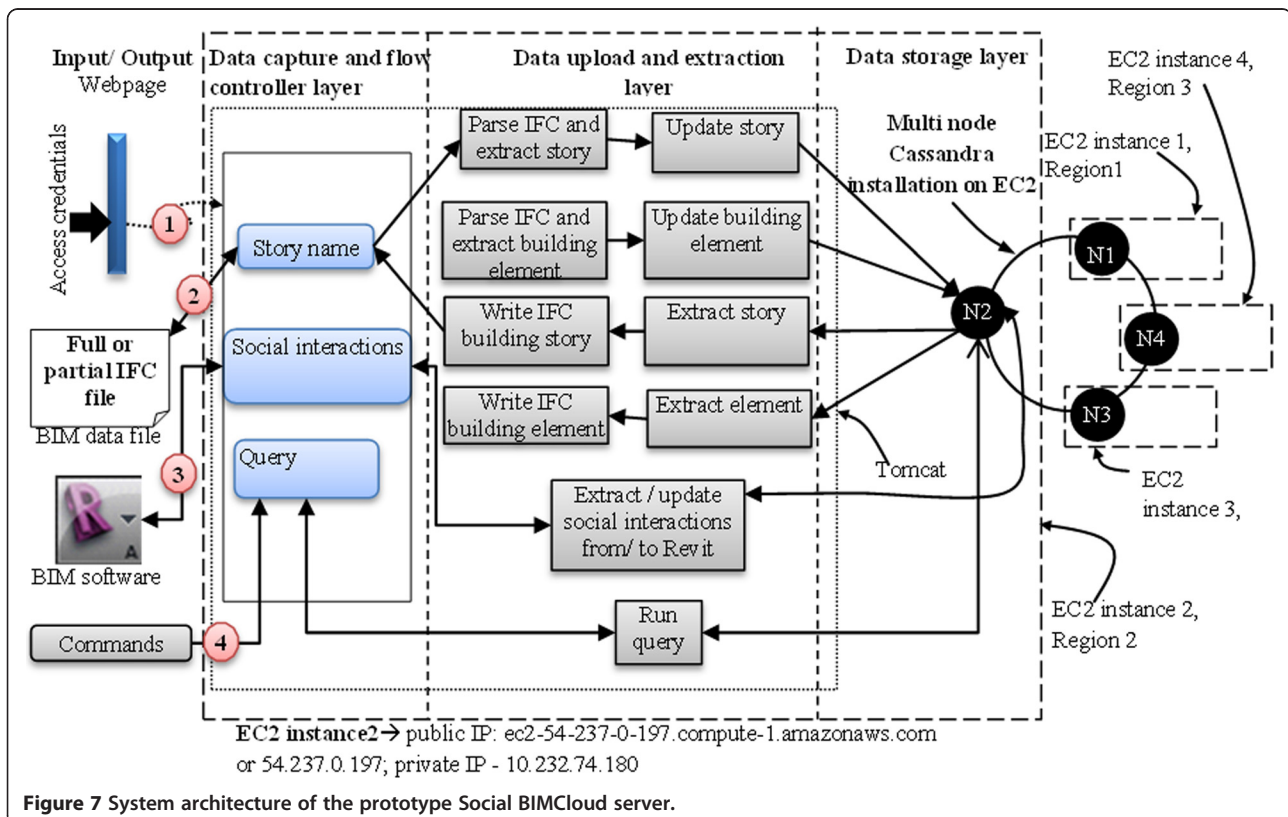 Input/ Output
Webpage
Data capture and flow
controller layer
Data upload and extraction
layer
Data storage layer
EC2 instance 4,
Region 3
Access credentials
1
Parse IFC and
extract story
Update story
Multi node
Cassandra
installation on EC2
EC2 instance 1,
Region1
Story name
Parse IFC and
extract building
element
Update building
element
N1
2
N2
N4
Full or
partial IFC
file
BIM data file
Social interactions
Write IFC
building story
Extract story
Write IFC
building element
Extract element
N3
3
Query
Tomcat
EC2
instance 3,
R
A
BIM software
Extract / update
social interactions
from/ to Revit
EC2 instance 2,
Region 2
Commands
4
Run
query
EC2 instance2→ public IP: ec2-54-237-0-197.compute-1.amazonaws.com
or 54.237.0.197; private IP - 10.232.74.180
Figure 7 System architecture of the prototype Social BIMCloud server.